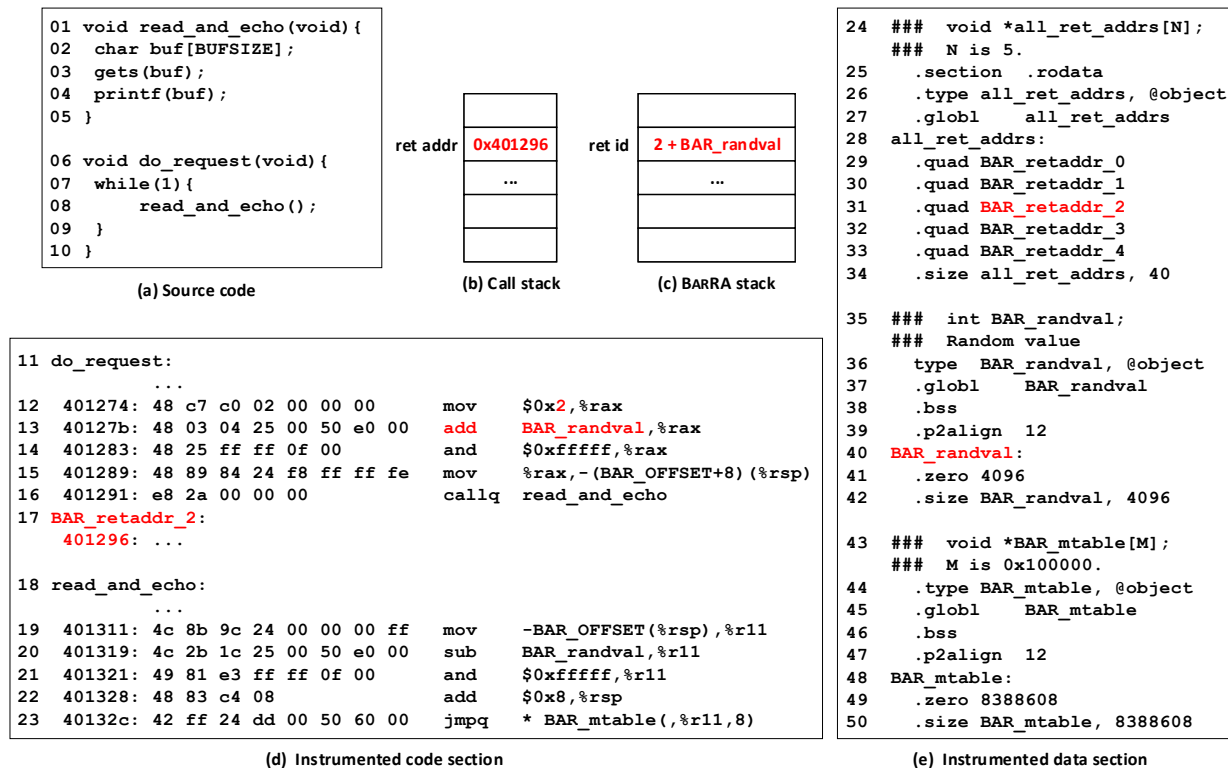 01 void read_and_echo(void){
02 char buf[BUFSIZE];
03 gets(buf);
04 printf(buf);
05 }
06 void do_request(void){
07 while(1){
08 read_and_echo();
09 }
10 }
(a) Source code
ret addr 0x401296
...
(b) Call stack
ret id 2 + BAR_randval
...
(c) BARRA stack
11 do_request:
...
12 401274: 48 c7 c0 02 00 00 00 mov $0x2,%rax
13 40127b: 48 03 04 25 00 50 e0 00 add BAR_randval,%rax
14 401283: 48 25 ff ff 0f 00 and $0xfffff,%rax
15 401289: 48 89 84 24 f8 ff ff fe mov %rax,-(BAR_OFFSET+8)(%rsp)
16 401291: e8 2a 00 00 00 callq read_and_echo
17 BAR_retaddr_2:
401296: ...
18 read_and_echo:
...
19 401311: 4c 8b 9c 24 00 00 00 ff mov -BAR_OFFSET(%rsp),%r11
20 401319: 4c 2b 1c 25 00 50 e0 00 sub BAR_randval,%r11
21 401321: 49 81 e3 ff ff 0f 00 and $0xfffff,%r11
22 401328: 48 83 c4 08 add $0x8,%rsp
23 40132c: 42 ff 24 dd 00 50 60 00 jmpq * BAR_mtable(,%r11,8)
(d) Instrumented code section
24 ### void *all_ret_addrs[N];
### N is 5.
25 .section .rodata
26 .type all_ret_addrs, @object
27 .globl all_ret_addrs
28 all_ret_addrs:
29 .quad BAR_retaddr_0
30 .quad BAR_retaddr_1
31 .quad BAR_retaddr_2
32 .quad BAR_retaddr_3
33 .quad BAR_retaddr_4
34 .size all_ret_addrs, 40
35 ### int BAR_randval;
### Random value
36 type BAR_randval, @object
37 .globl BAR_randval
38 .bss
39 .p2align 12
40 BAR_randval:
41 .zero 4096
42 .size BAR_randval, 4096
43 ### void *BAR_mtable[M];
### M is 0x100000.
44 .type BAR_mtable, @object
45 .globl BAR_mtable
46 .bss
47 .p2align 12
48 BAR_mtable:
49 .zero 8388608
50 .size BAR_mtable, 8388608
(e) Instrumented data section